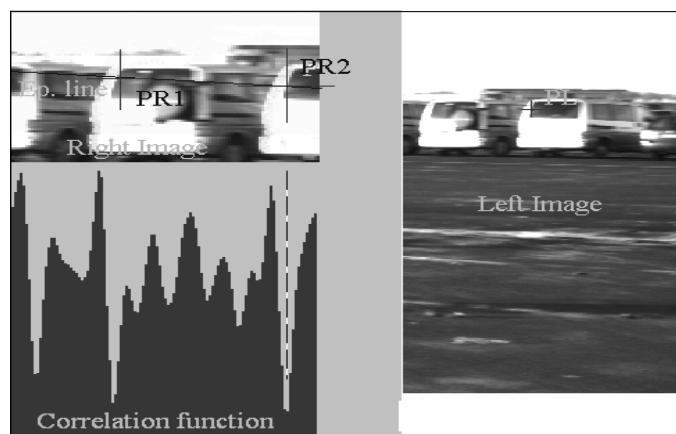 PR2
Ep. line
PR1
Right Image
PL
Left Image
Correlation function